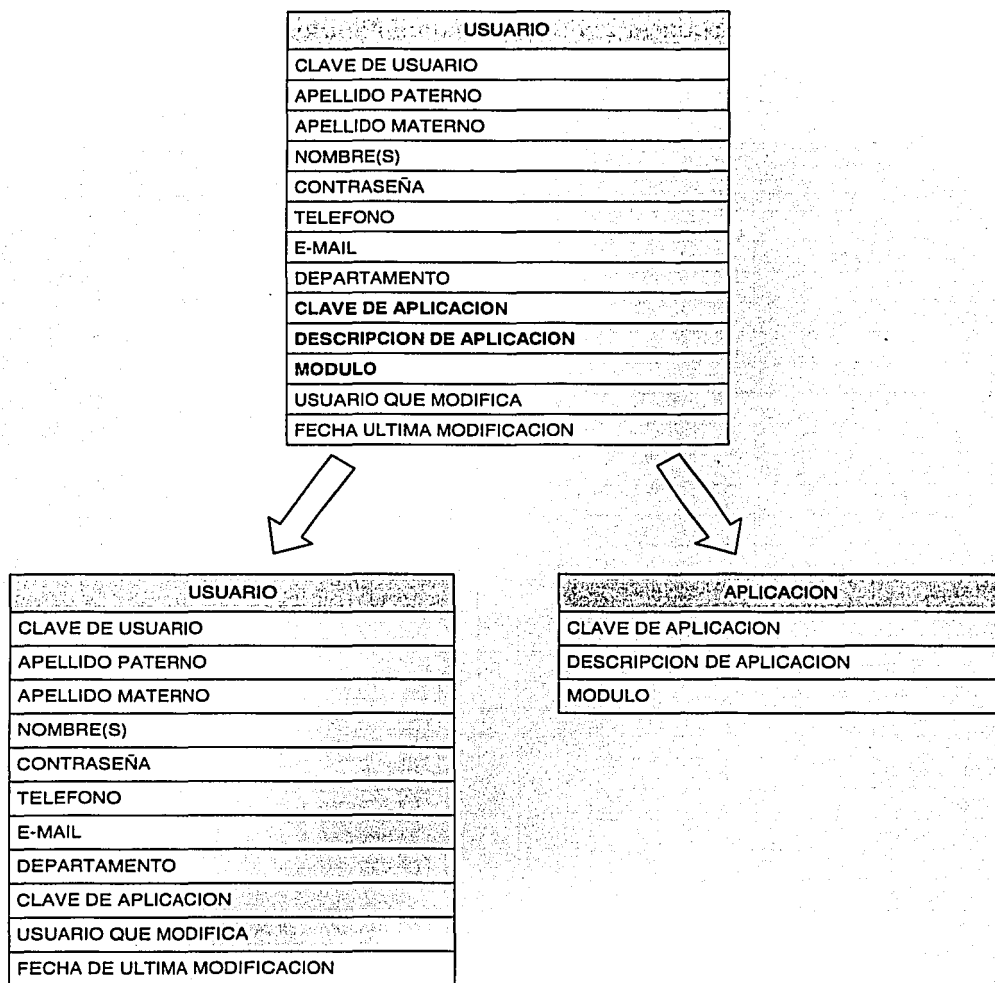 USUARIO
CLAVE DE USUARIO
APELLIDO PATERNO
APELLIDO MATERNO
NOMBRE(S)
CONTRASEÑA
TELEFONO
E-MAIL
DEPARTAMENTO
CLAVE DE APLICACION
DESCRIPCION DE APLICACION
MODULO
USUARIO QUE MODIFICA
FECHA ULTIMA MODIFICACION
USUARIO
CLAVE DE USUARIO
APELLIDO PATERNO
APELLIDO MATERNO
NOMBRE(S)
CONTRASEÑA
TELEFONO
E-MAIL
DEPARTAMENTO
CLAVE DE APLICACION
USUARIO QUE MODIFICA
FECHA DE ULTIMA MODIFICACION
APLICACION
CLAVE DE APLICACION
DESCRIPCION DE APLICACION
MODULO